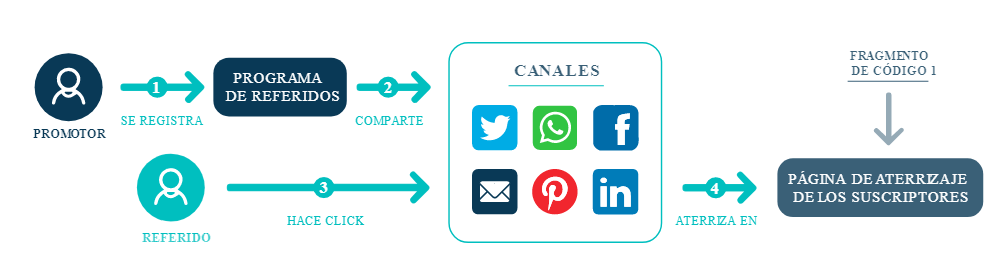 PROMOTOR
1
SE REGISTRA
PROGRAMA
DE REFERIDOS
2
COMPARTE
REFERIDO
3
HACE CLICK
CANALES
f
in
4
ATERRIZA EN
FRAGMENTO
DE CÓDIGO 1
PÁGINA DE ATERRIZAJE
DE LOS SUSCRIPTORES